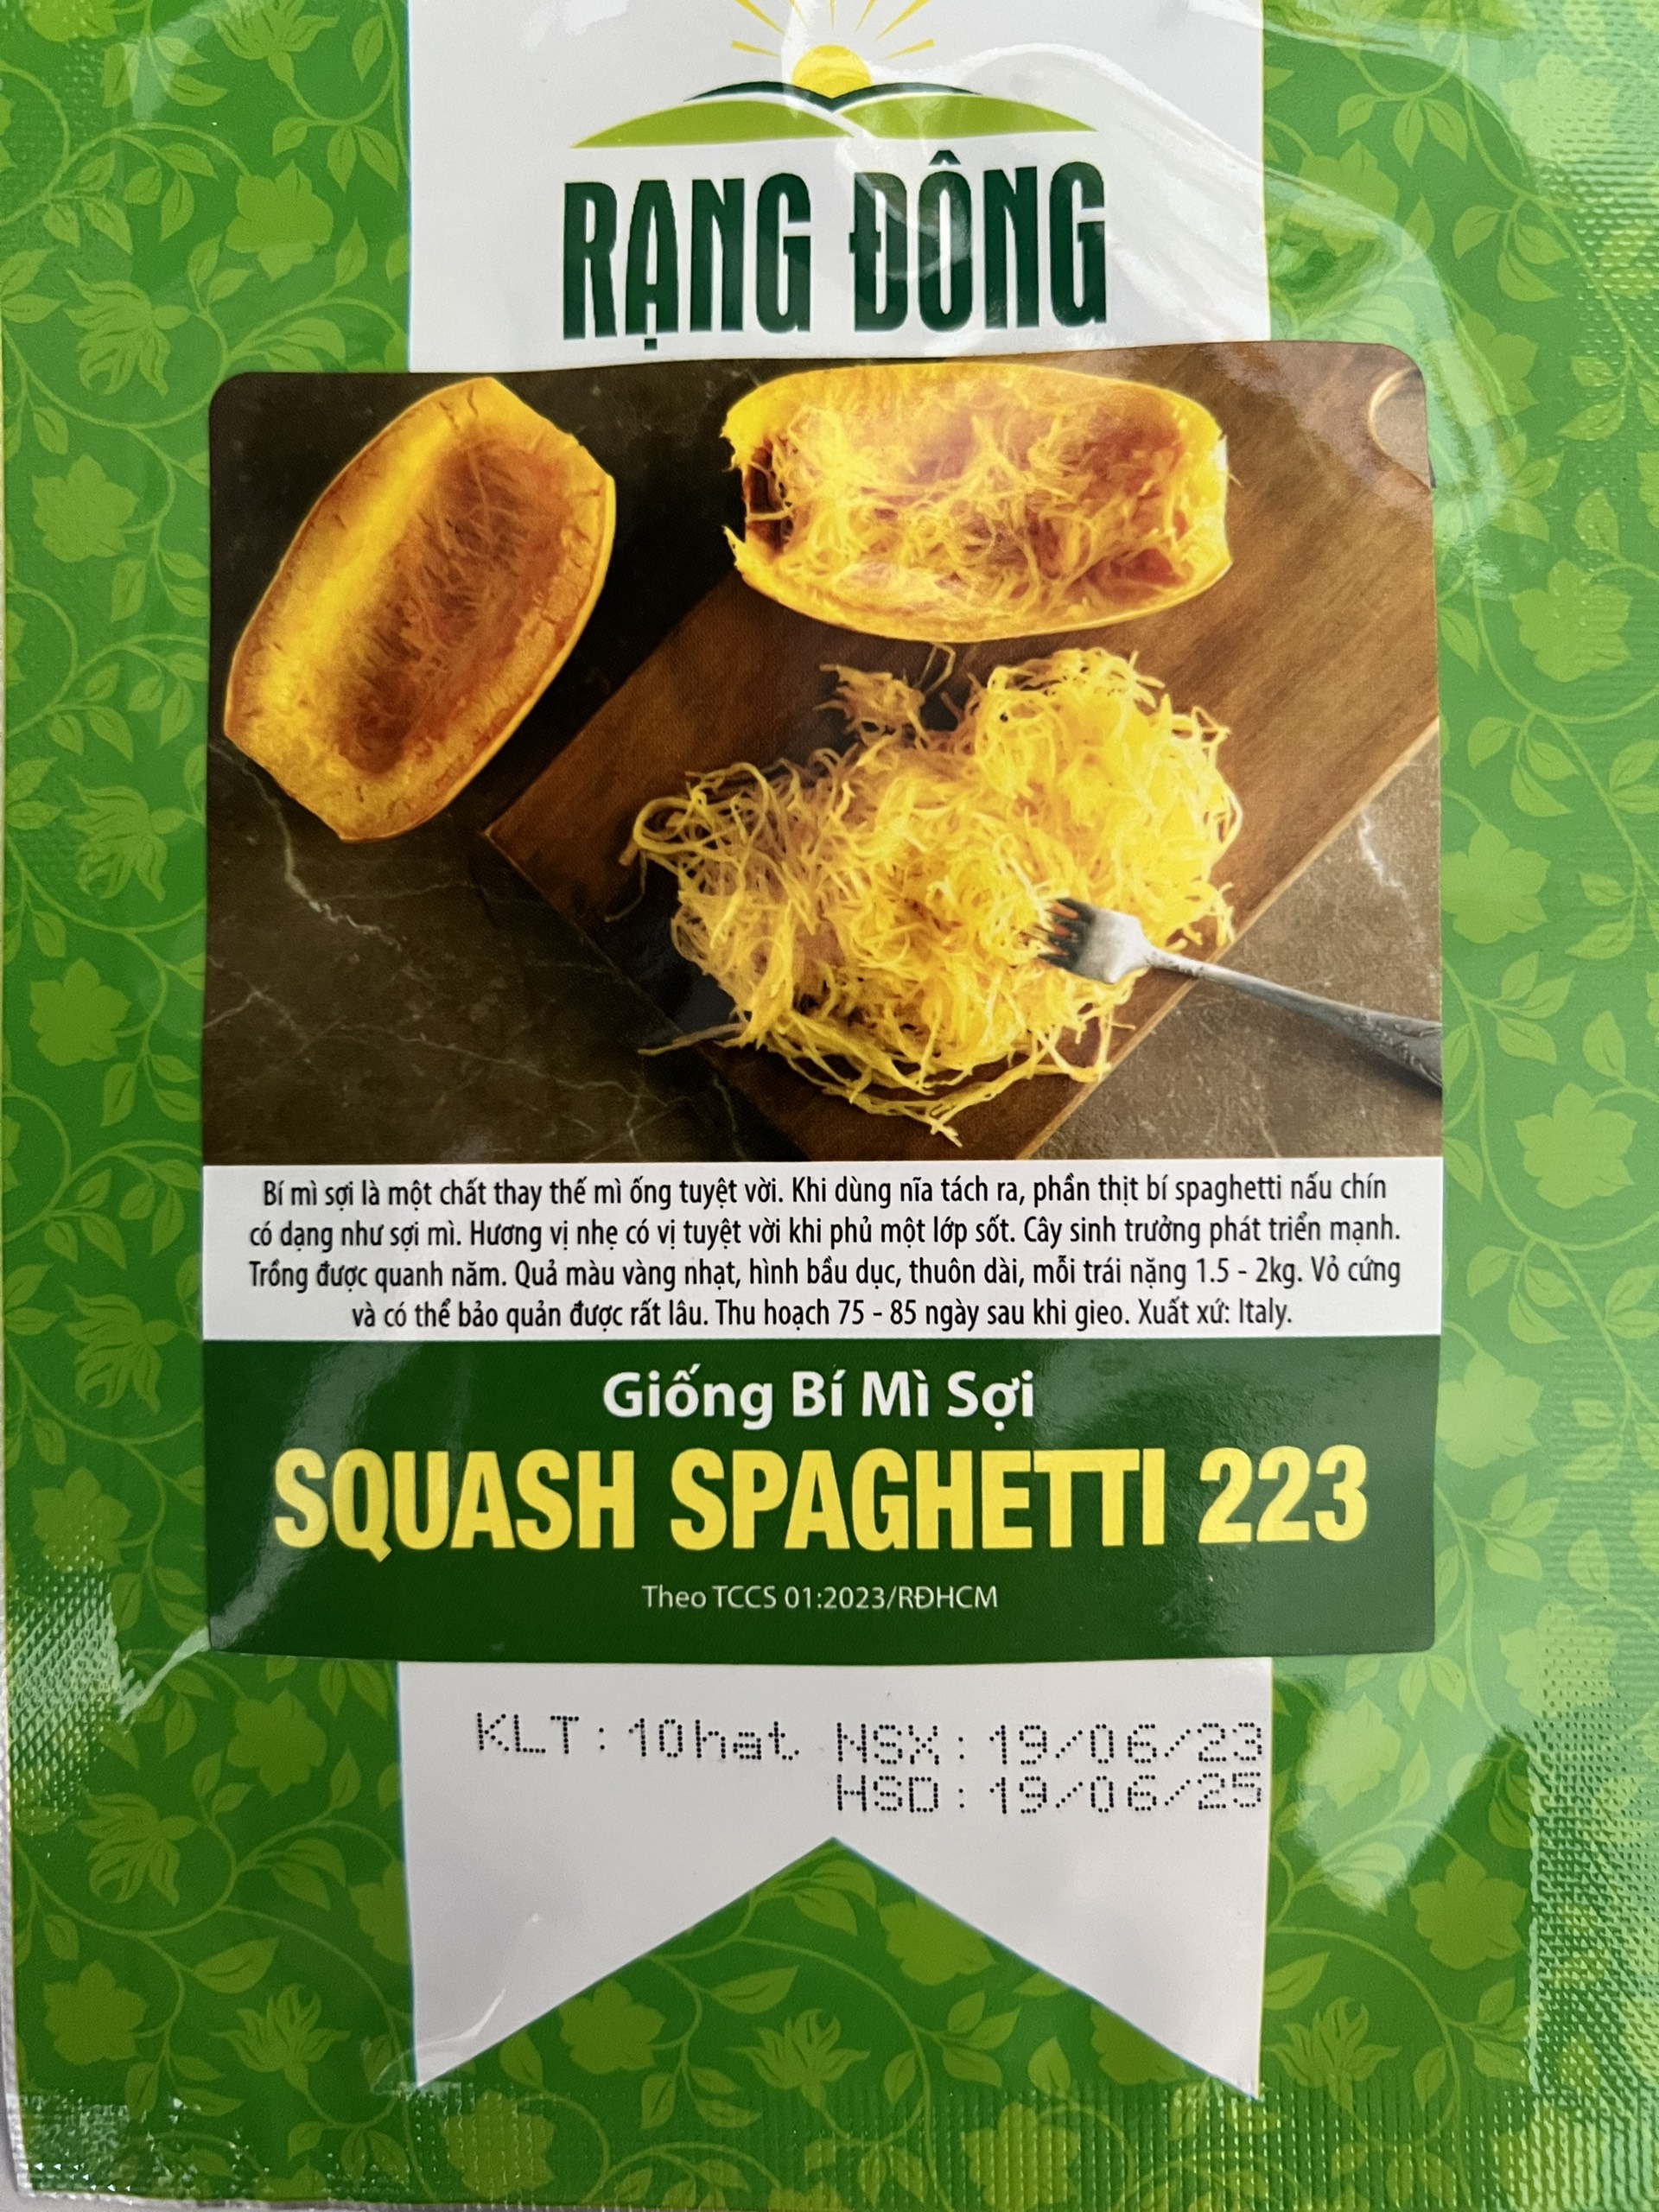 RẠNG ĐÔNG
Bí mì sợi là một chất thay thế mì ống tuyệt vời. Khi dùng nĩa tách ra, phần thịt bí spaghetti nấu chín
có dạng như sợi mì. Hương vị nhẹ có vị tuyệt vời khi phủ một lớp sốt. Cây sinh trưởng phát triển mạnh.
Trồng được quanh năm. Quả màu vàng nhạt, hình bầu dục, thuôn dài, mỗi trái nặng 1.5 - 2kg. Vỏ cứng
và có thể bảo quản được rất lâu. Thu hoạch 75 - 85 ngày sau khi gieo. Xuất xứ: Italy.
Giống Bí Mì Sợi
SQUASH SPAGHETTI 223
Theo TCCS 01:2023/RĐHCM
KLT: 10hat NSX: 19/06/23
HSD: 19/06/25